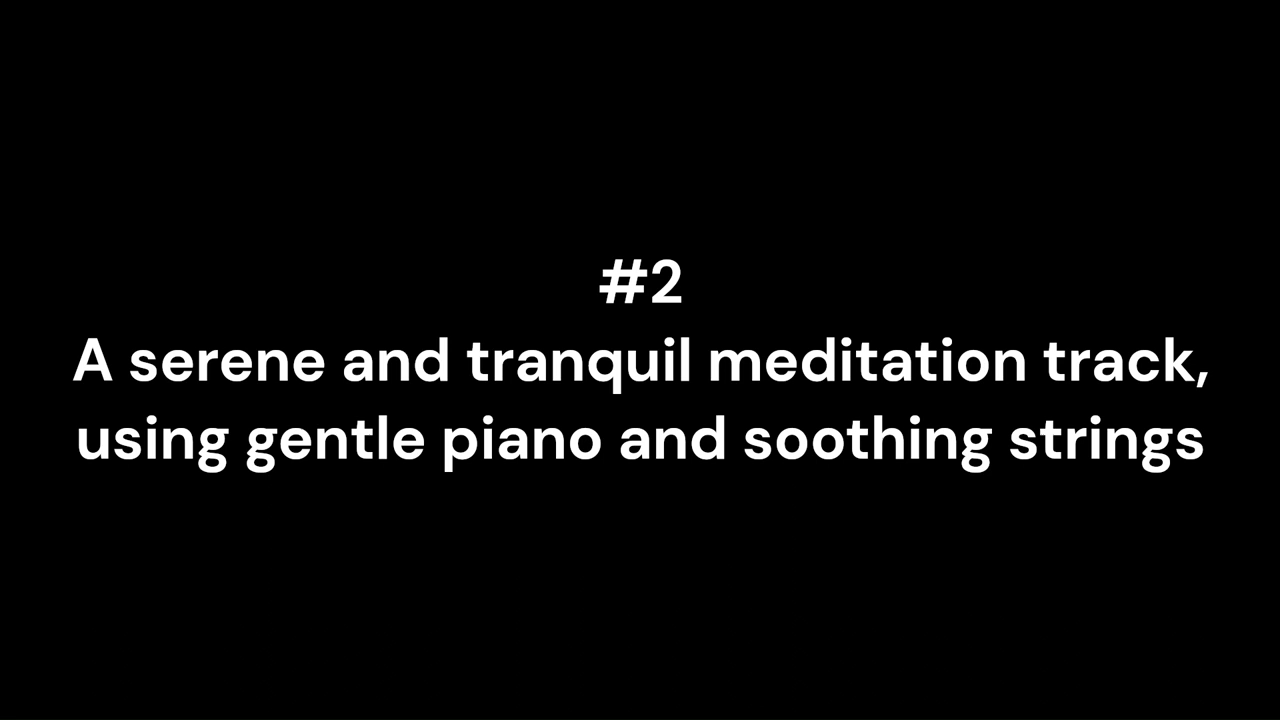 #2
A serene and tranquil meditation track,
using gentle piano and soothing strings